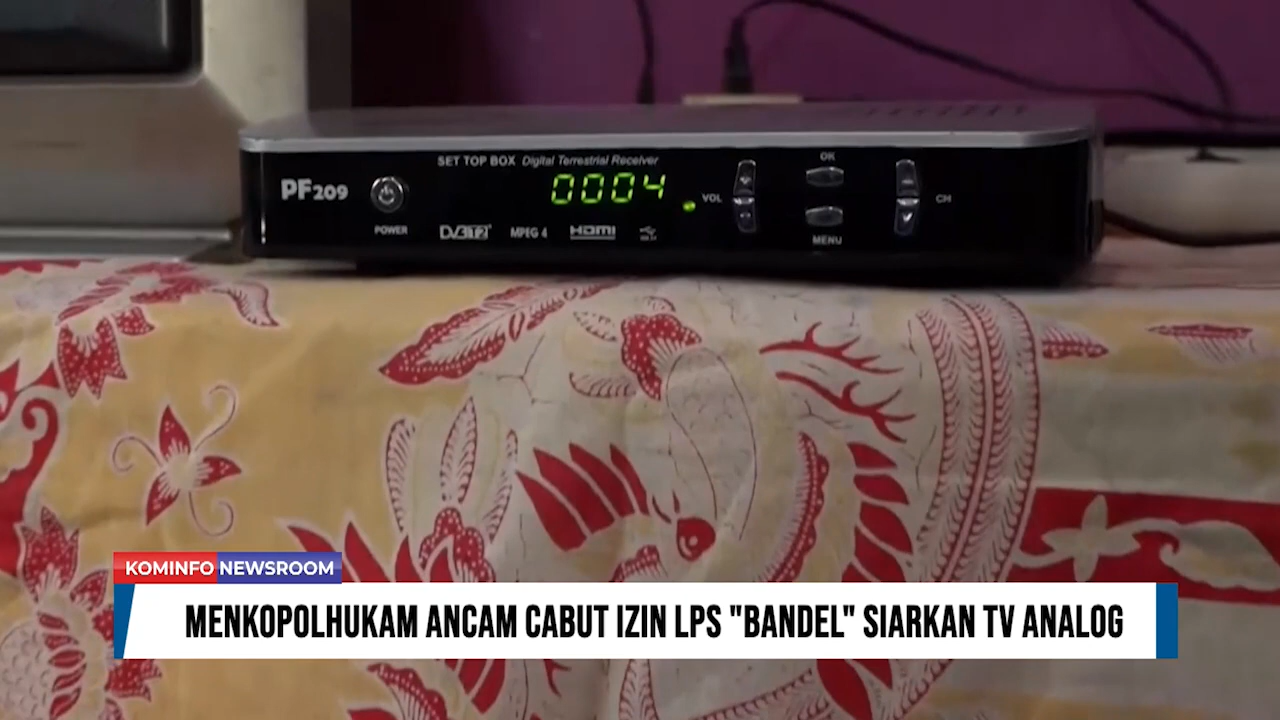 SET TOP BOX Digital Terrestrial Receiver
PF209
0004
VOL
OK
CH
POWER
DVB T2
MPEG 4
HDMI
MENU
KOMINFO NEWSROOM
MENKOPOLHUKAM ANCAM CABUT IZIN LPS "BANDEL" SIARKAN TV ANALOG